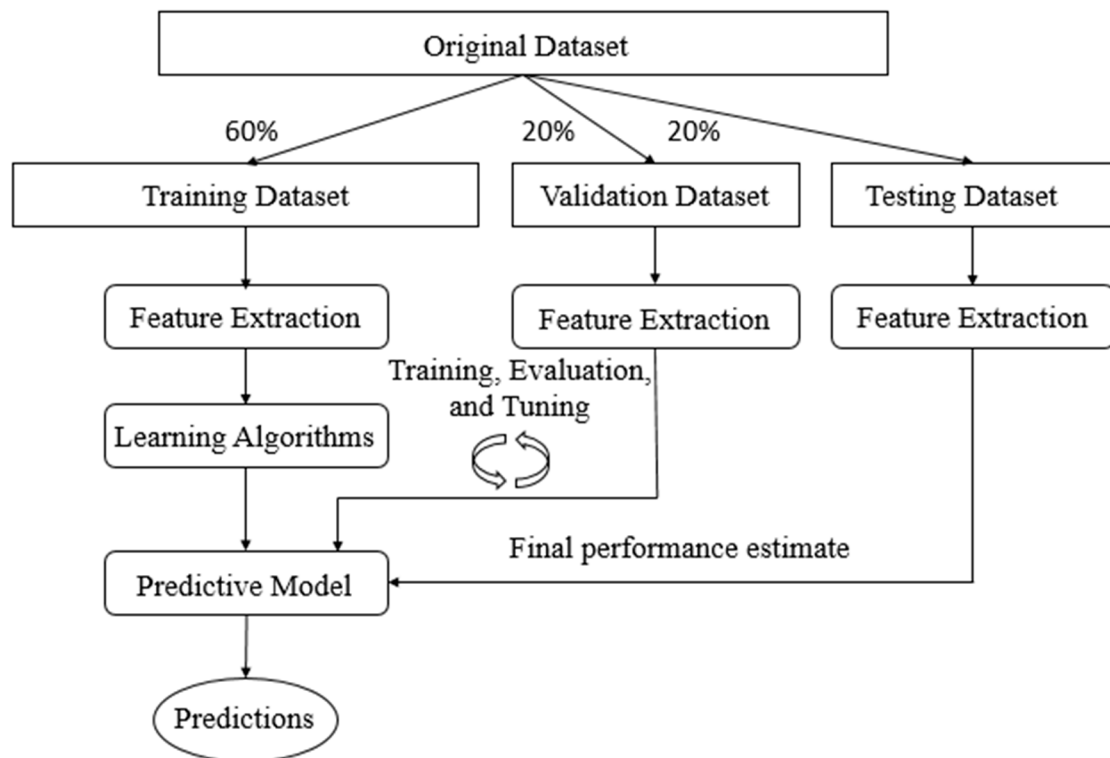 Original Dataset
60%
20%
20%
Training Dataset
Validation Dataset
Testing Dataset
Feature Extraction
Feature Extraction
Feature Extraction
Training, Evaluation,
and Tuning
Learning Algorithms
Final performance estimate
Predictive Model
Predictions